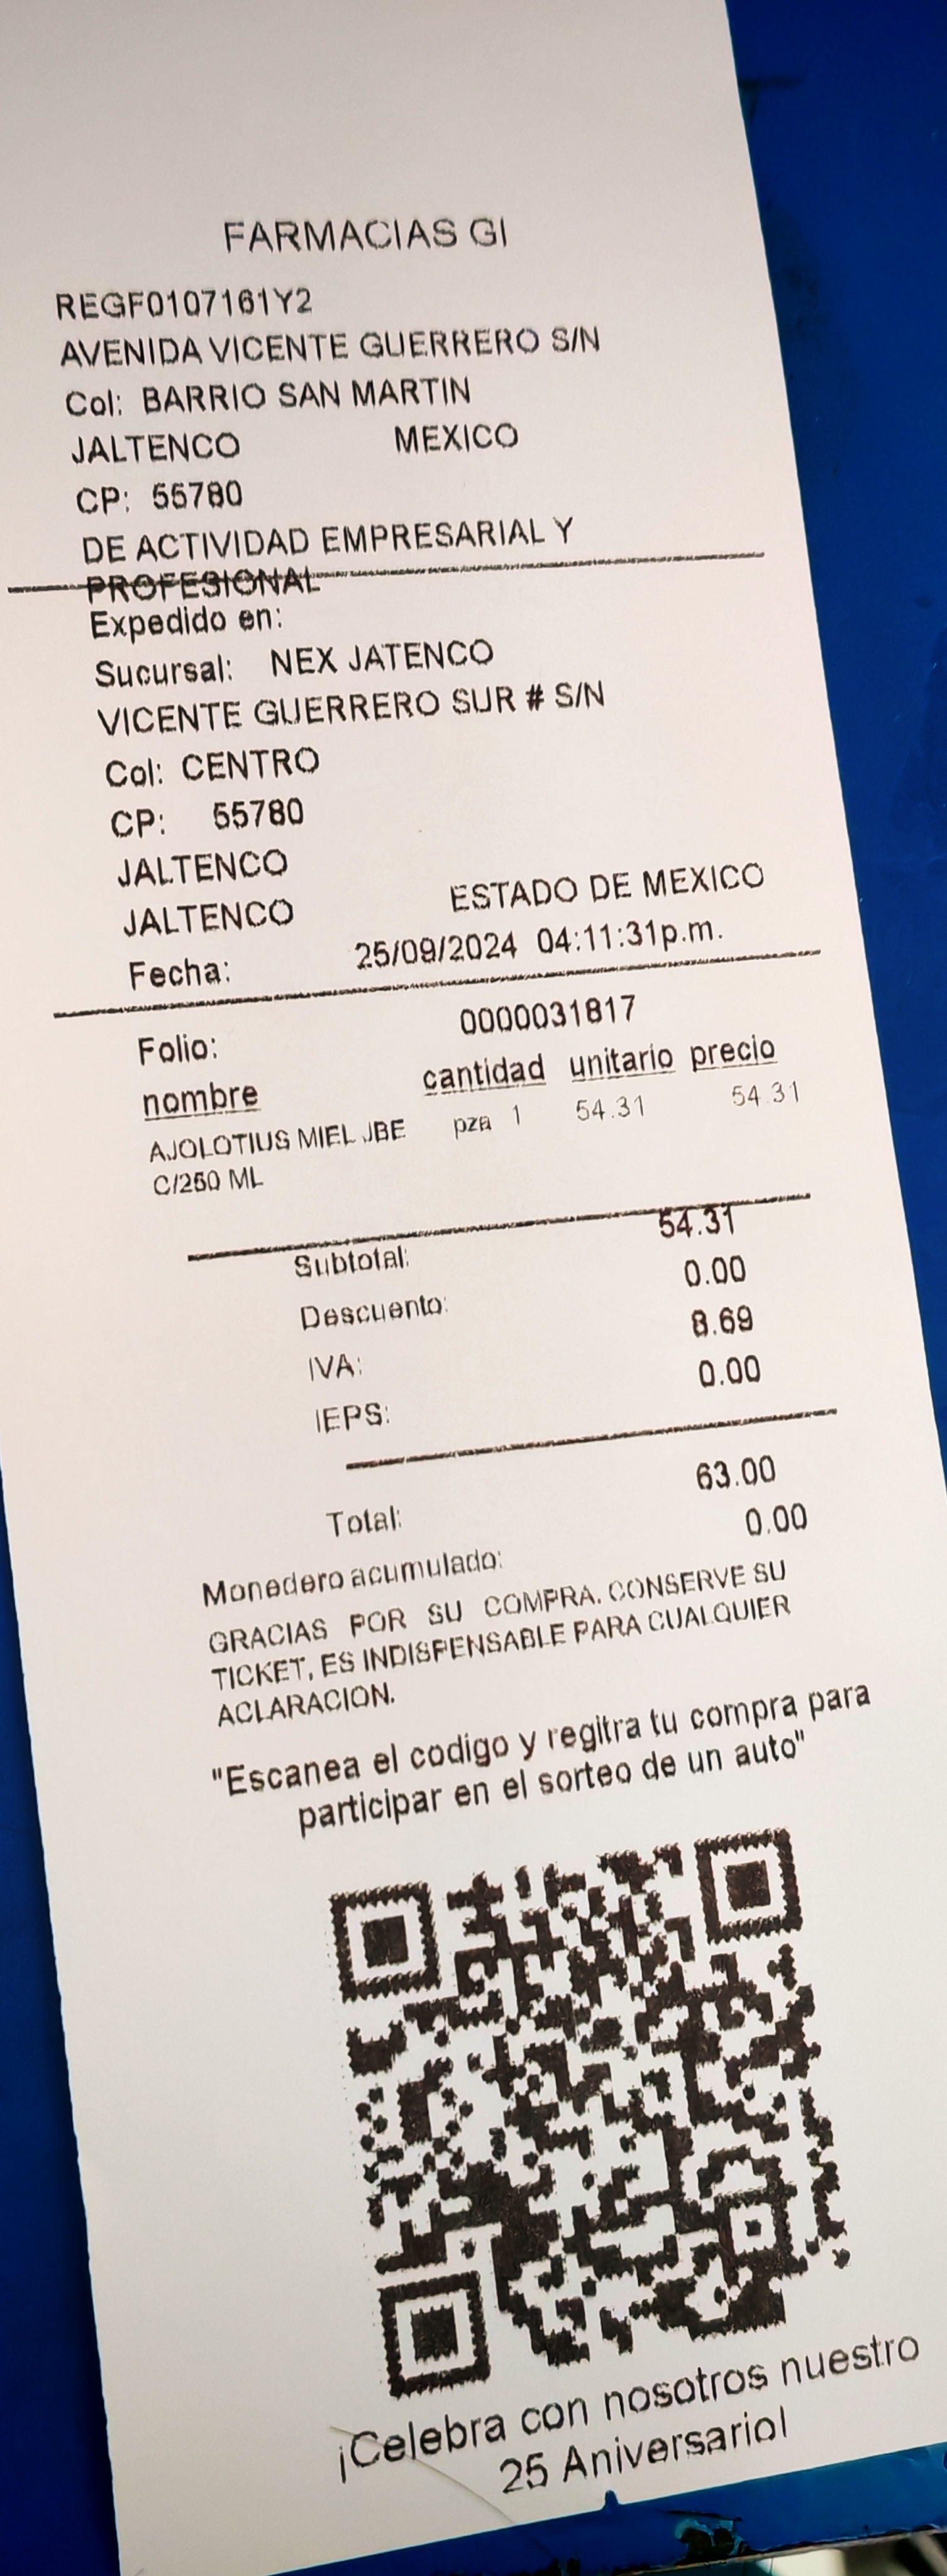 FARMACIAS GI
REGF0107161Y2
AVENIDA VICENTE GUERRERO S/N
Col: BARRIO SAN MARTIN
JALTENCO MEXICO
CP: 55780
DE ACTIVIDAD EMPRESARIAL Y
PROFESIONAL
Expedido en:
Sucursal: NEX JATENCO
VICENTE GUERRERO SUR # S/N
Col: CENTRO
CP: 55780
JALTENCO
JALTENCO ESTADO DE MEXICO
Fecha: 25/09/2024 04:11:31p.m.
Folio: 0000031817
nombre cantidad unitario precio
AJOLOTIUS MIEL JBE pza 1 54.31 54.31
C/250 ML
Subtotal: 54.31
Descuento: 0.00
IVA: 8.69
IEPS: 0.00
Total: 63.00
Monedero acumulado: 0.00
GRACIAS POR SU COMPRA. CONSERVE SU
TICKET, ES INDISPENSABLE PARA CUALQUIER
ACLARACION.
"Escanea el codigo y regitra tu compra para
participar en el sorteo de un auto"
¡Celebra con nosotros nuestro
25 Aniversario!